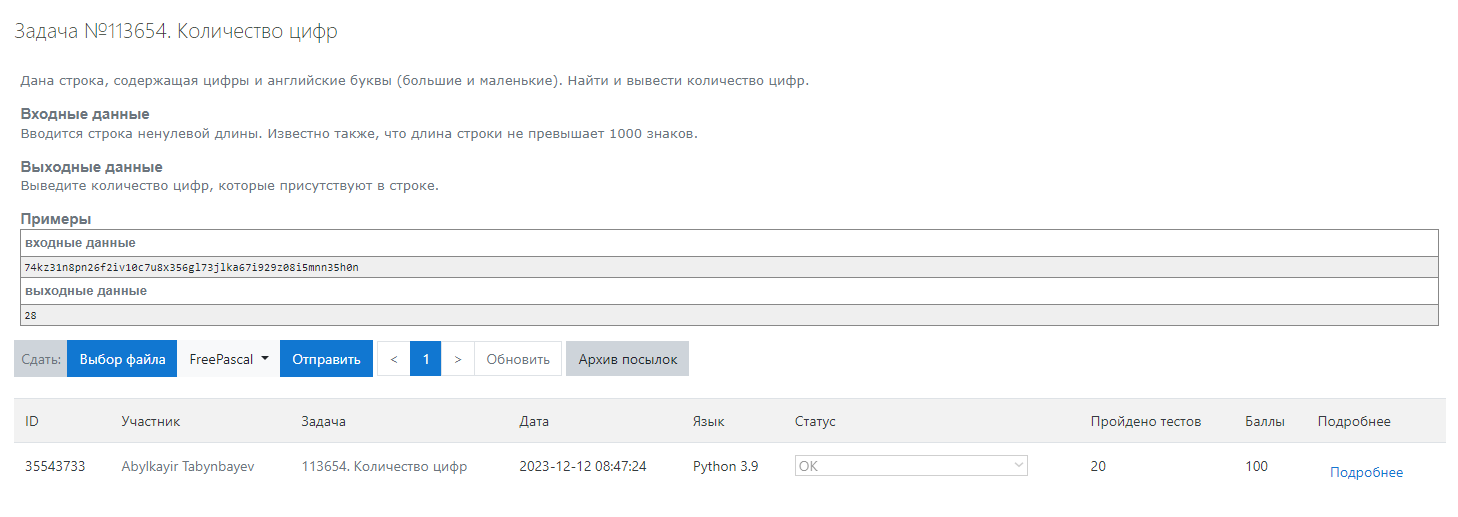 Задача №113654. Количество цифр
Дана строка, содержащая цифры и английские буквы (большие и маленькие). Найти и вывести количество цифр.
Входные данные
Вводится строка ненулевой длины. Известно также, что длина строки не превышает 1000 знаков.
Выходные данные
Выведите количество цифр, которые присутствуют в строке.
Примеры
входные данные
74kz31n8pn26f2iv10c7u8x356gl73jlka67i929z08i5mnn35h0n
выходные данные
28
Сдать: Выбор файла FreePascal Отправить < 1 > Обновить Архив посылок
ID Участник Задача Дата Язык Статус Пройдено тестов Баллы Подробнее
35543733 Abylkayir Tabynbayev 113654. Количество цифр 2023-12-12 08:47:24 Python 3.9 OK 20 100 Подробнее